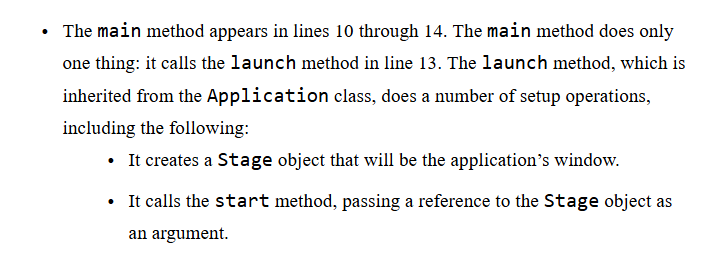 • The main method appears in lines 10 through 14. The main method does only
one thing: it calls the launch method in line 13. The launch method, which is
inherited from the Application class, does a number of setup operations,
including the following:
• It creates a Stage object that will be the application’s window.
• It calls the start method, passing a reference to the Stage object as
an argument.